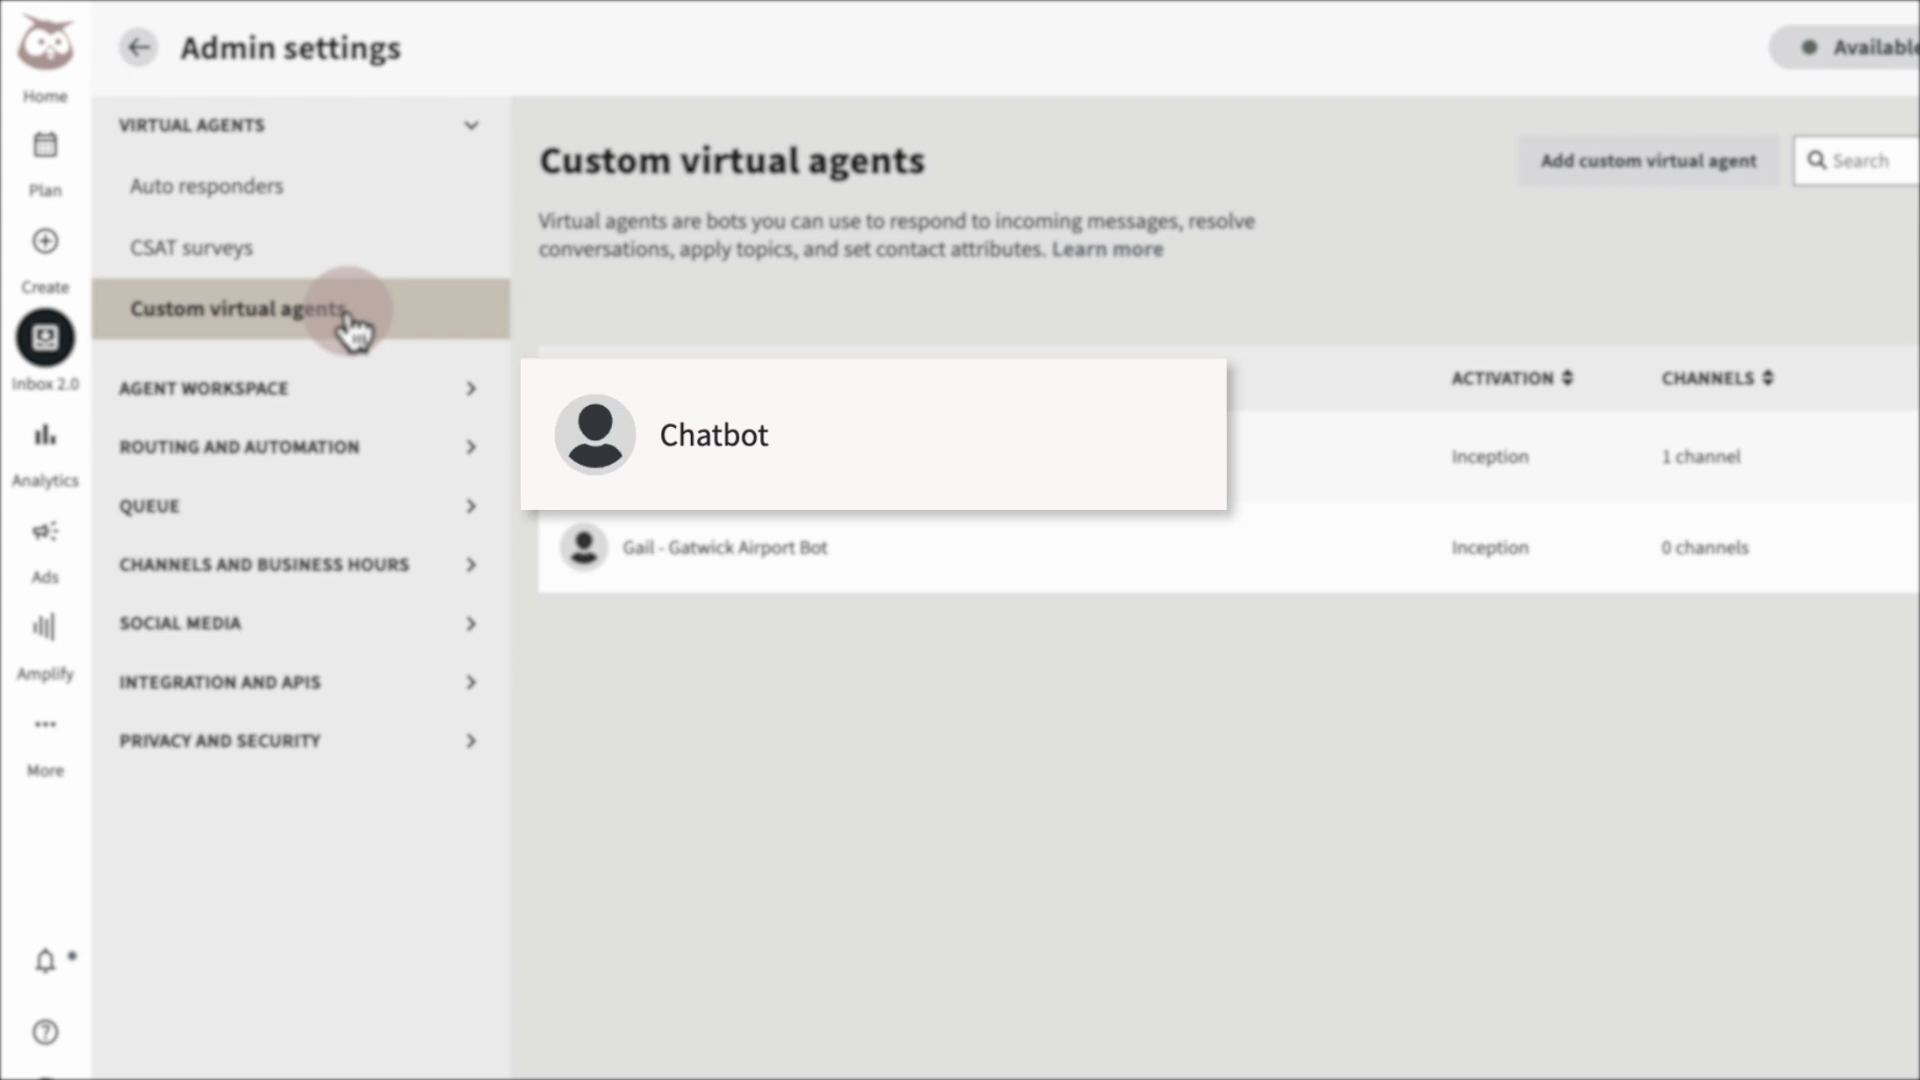 Admin settings
Available
Home
Plan
Create
Inbox 2.0
Analytics
Ads
Amplify
More
VIRTUAL AGENTS
Auto responders
CSAT surveys
Custom virtual agents
AGENT WORKSPACE
ROUTING AND AUTOMATION
QUEUE
CHANNELS AND BUSINESS HOURS
SOCIAL MEDIA
INTEGRATION AND APIS
PRIVACY AND SECURITY
Custom virtual agents
Add custom virtual agent
Search
Virtual agents are bots you can use to respond to incoming messages, resolve
conversations, apply topics, and set contact attributes. Learn more
ACTIVATION
CHANNELS
Chatbot
Inception
1 channel
Gail - Gatwick Airport Bot
Inception
0 channels